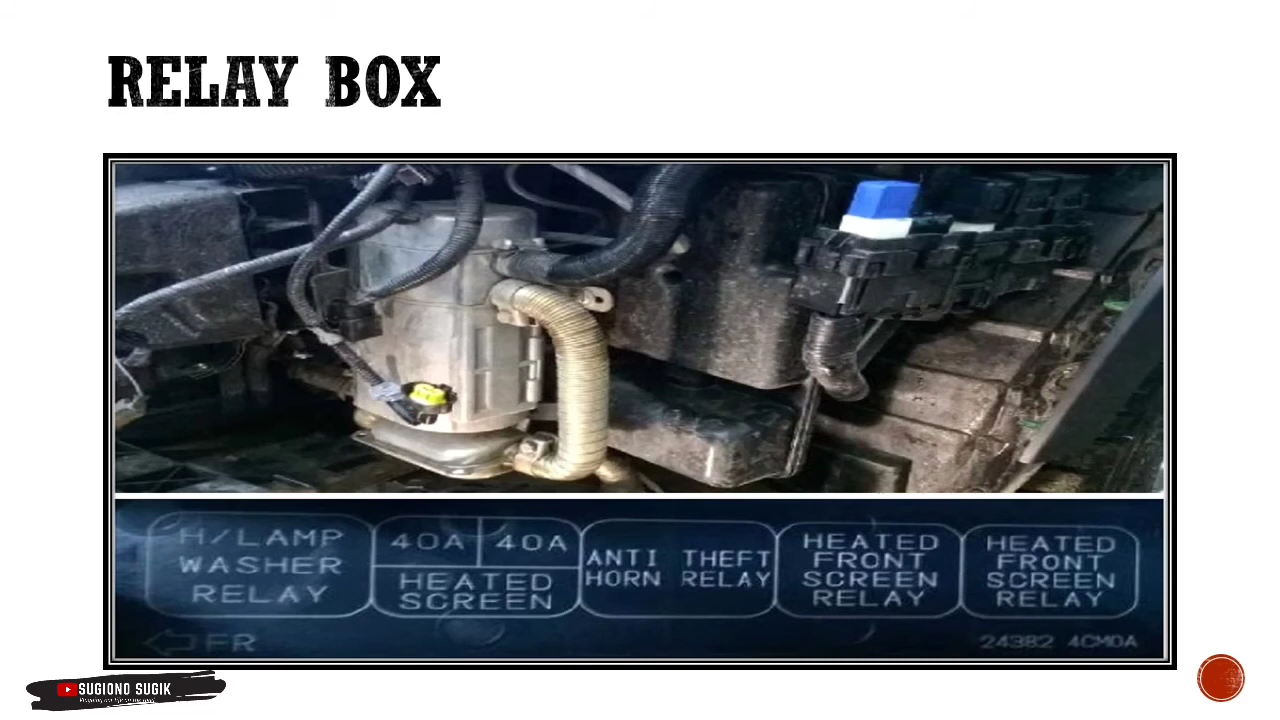 RELAY BOX
H/LAMP
WASHER
RELAY
40A 40A
HEATED
SCREEN
ANTI THEFT
HORN RELAY
HEATED
FRONT
SCREEN
RELAY
HEATED
FRONT
SCREEN
RELAY
FR
24382 4CM0A
SUGIONO SUGIK